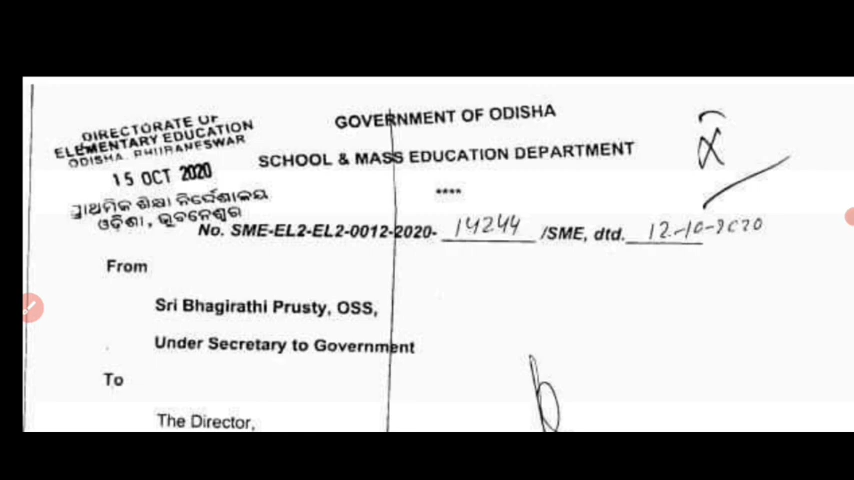 DIRECTORATE OF
ELEMENTARY EDUCATION
ODISHA, BHUBANESWAR
15 OCT 2020
ପ୍ରାଥମିକ ଶିକ୍ଷା ନିର୍ଦ୍ଦେଶାଳୟ
ଓଡ଼ିଶା, ଭୁବନେଶ୍ୱର
GOVERNMENT OF ODISHA
SCHOOL & MASS EDUCATION DEPARTMENT
****
No. SME-EL2-EL2-0012-2020- 14244 /SME, dtd. 12-10-2020
From
Sri Bhagirathi Prusty, OSS,
Under Secretary to Government
To
The Director,